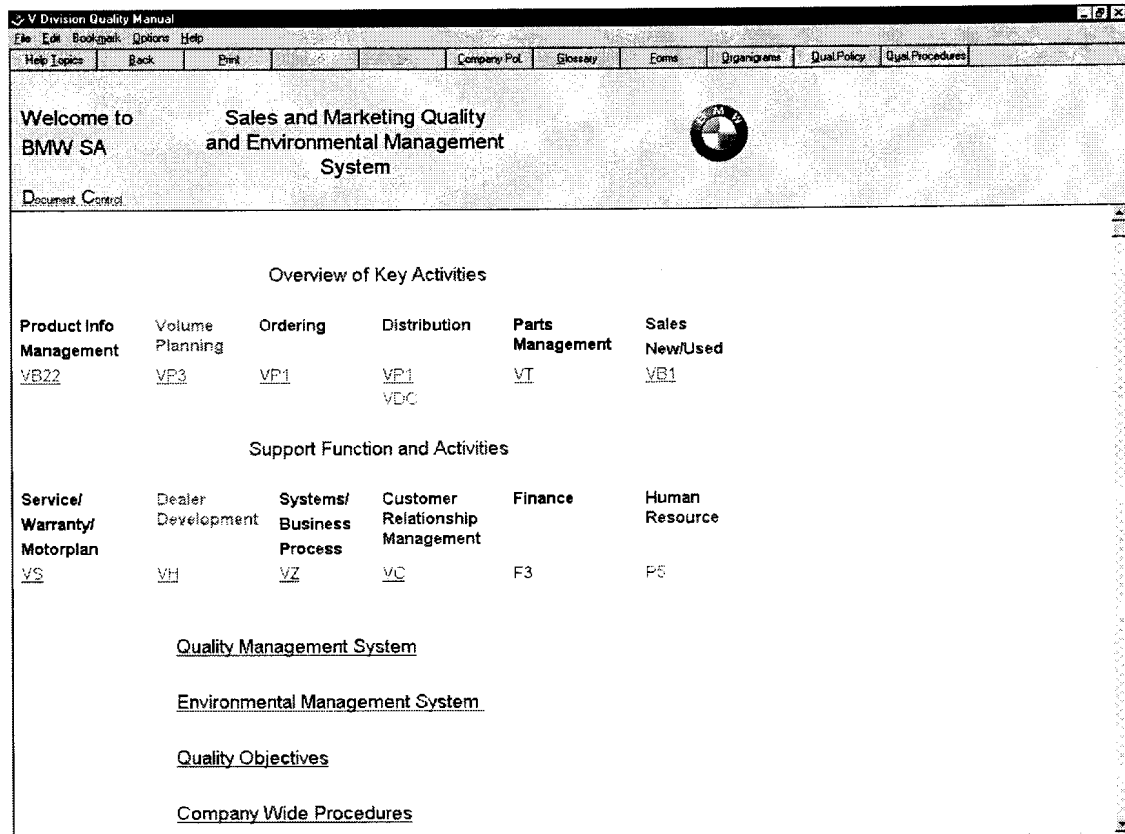 V Division Quality Manual
File Edit Bookmark Options Help
Help Topics Back Print Company Pol. Glossary Forms Organigrams Qual.Policy Qual.Procedures
Welcome to
BMW SA
Sales and Marketing Quality
and Environmental Management
System
BMW
Document Control
Overview of Key Activities
Product Info
Management
Volume
Planning
Ordering
Distribution
Parts
Management
Sales
New/Used
VB22 VP3 VP1 VP1 VT VB1
VDC
Support Function and Activities
Service/
Warranty/
Motorplan
Dealer
Development
Systems/
Business
Process
Customer
Relationship
Management
Finance
Human
Resource
VS VH VZ VC F3 P5
Quality Management System
Environmental Management System
Quality Objectives
Company Wide Procedures